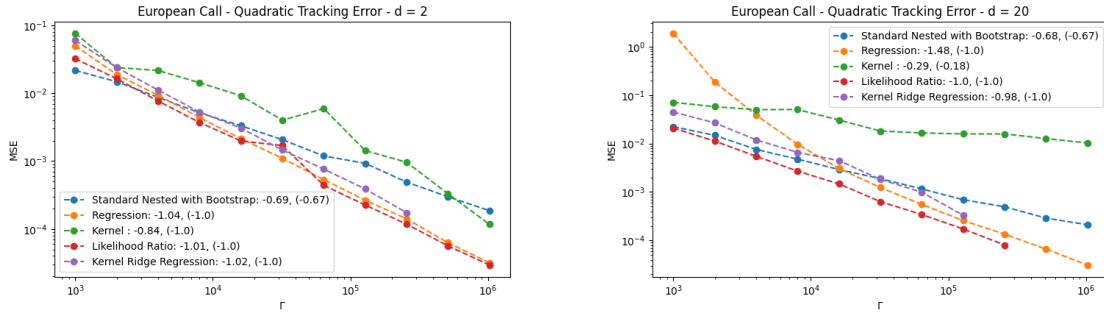 European Call - Quadratic Tracking Error - d = 2
10⁻¹
10⁻²
10⁻³
10⁻⁴
MSE
Standard Nested with Bootstrap: -0.69, (-0.67)
Regression: -1.04, (-1.0)
Kernel : -0.84, (-1.0)
Likelihood Ratio: -1.01, (-1.0)
Kernel Ridge Regression: -1.02, (-1.0)
10³
10⁴
10⁵
10⁶
Γ
European Call - Quadratic Tracking Error - d = 20
10⁰
10⁻¹
10⁻²
10⁻³
10⁻⁴
MSE
Standard Nested with Bootstrap: -0.68, (-0.67)
Regression: -1.48, (-1.0)
Kernel : -0.29, (-0.18)
Likelihood Ratio: -1.0, (-1.0)
Kernel Ridge Regression: -0.98, (-1.0)
10³
10⁴
10⁵
10⁶
Γ